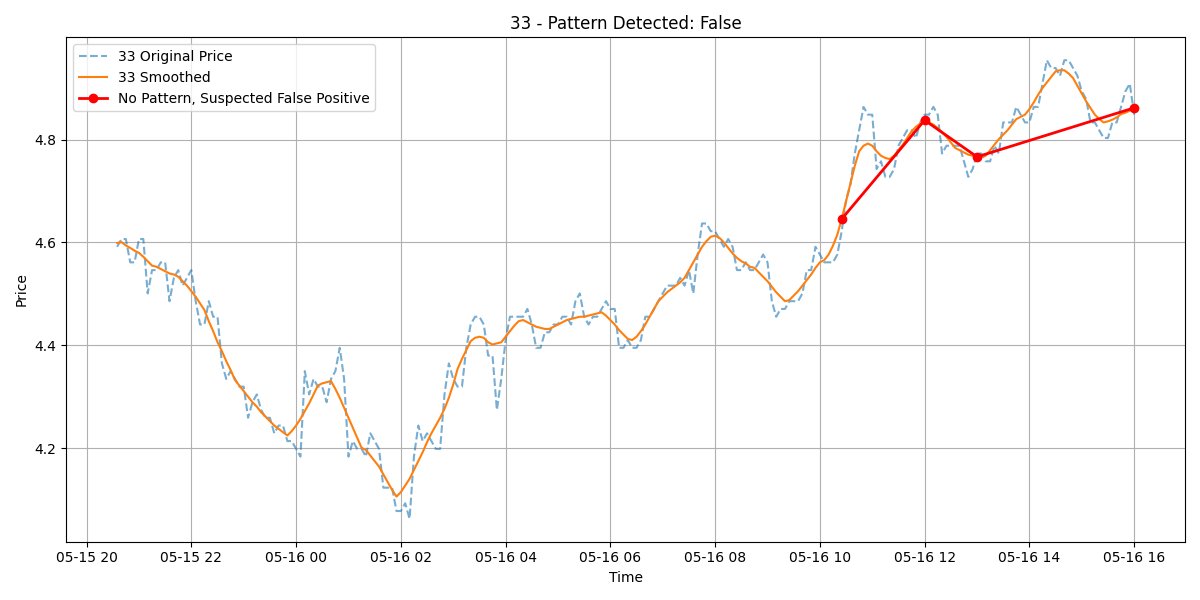 33 - Pattern Detected: False
33 Original Price
33 Smoothed
No Pattern, Suspected False Positive
Price
4.8
4.6
4.4
4.2
05-15 20 05-15 22 05-16 00 05-16 02 05-16 04 05-16 06 05-16 08 05-16 10 05-16 12 05-16 14 05-16 16
Time